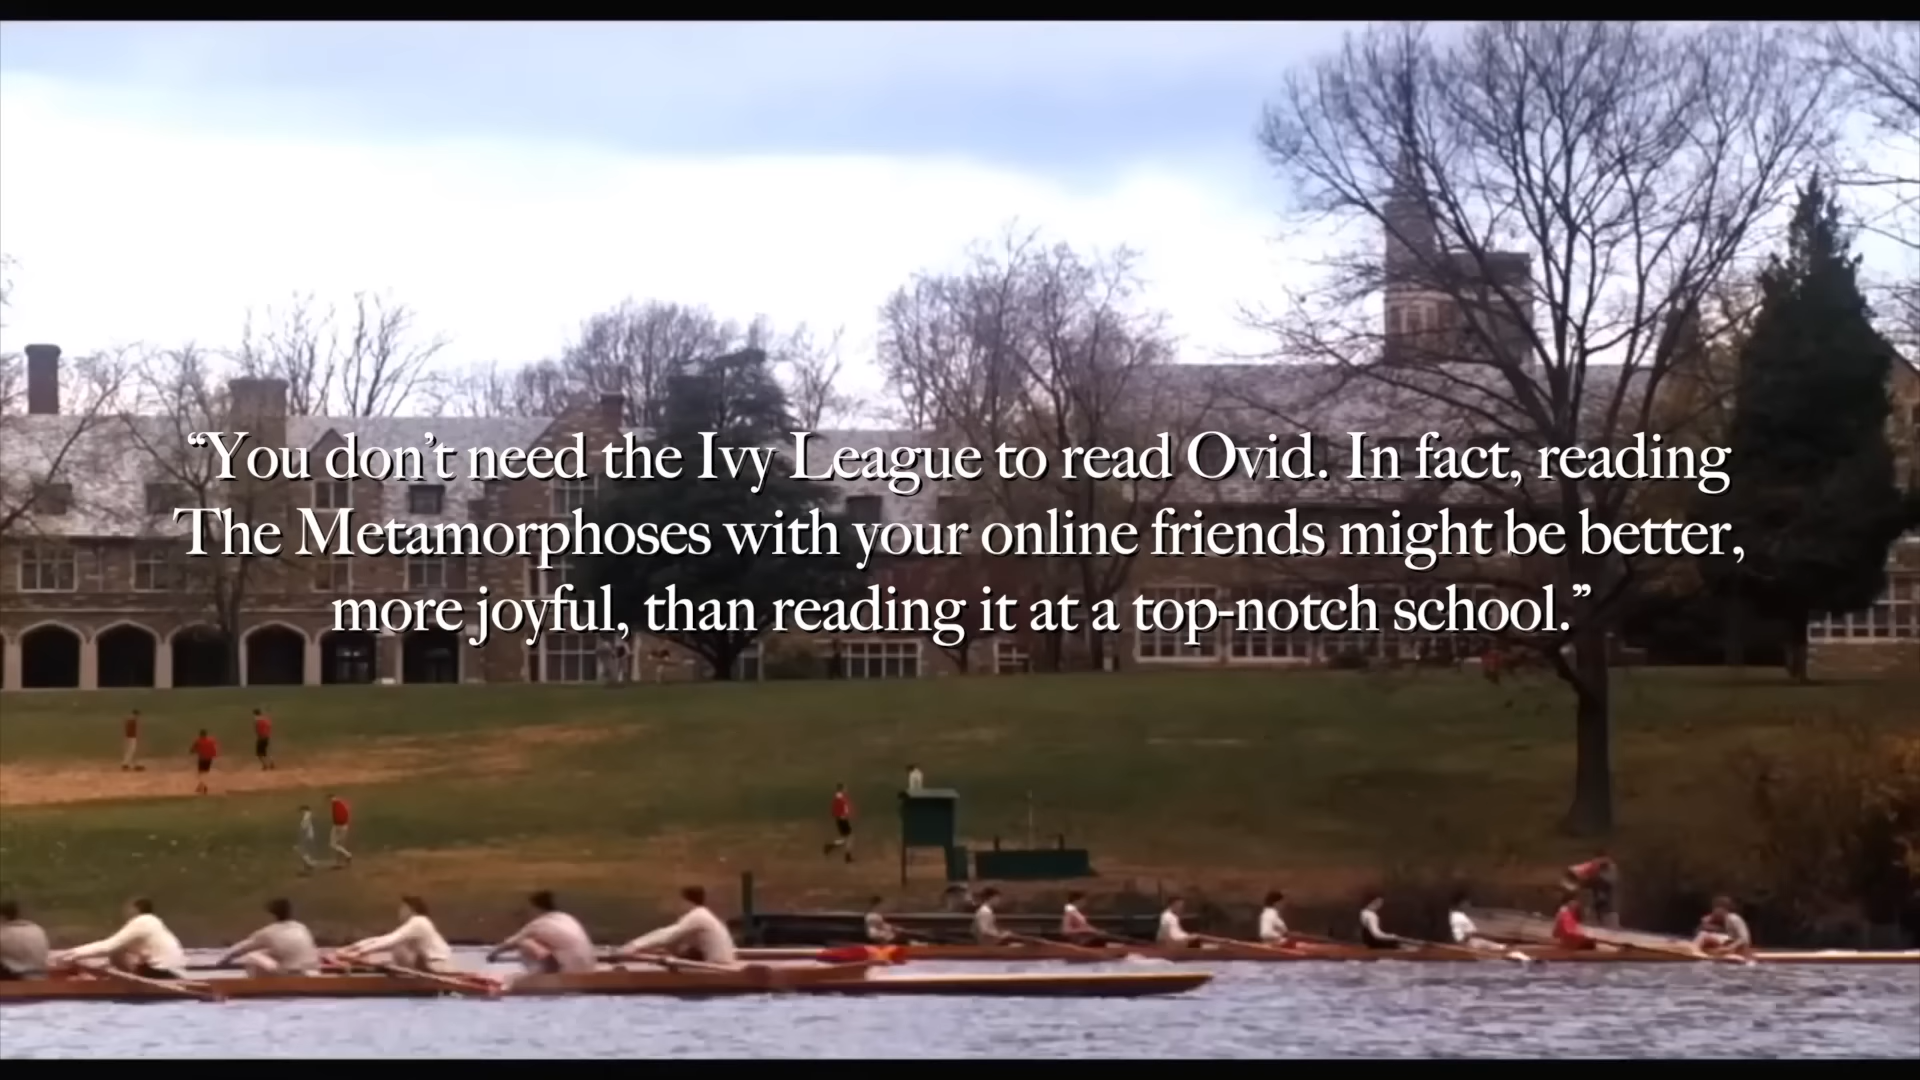 “You don’t need the Ivy League to read Ovid. In fact, reading
The Metamorphoses with your online friends might be better,
more joyful, than reading it at a top-notch school.”